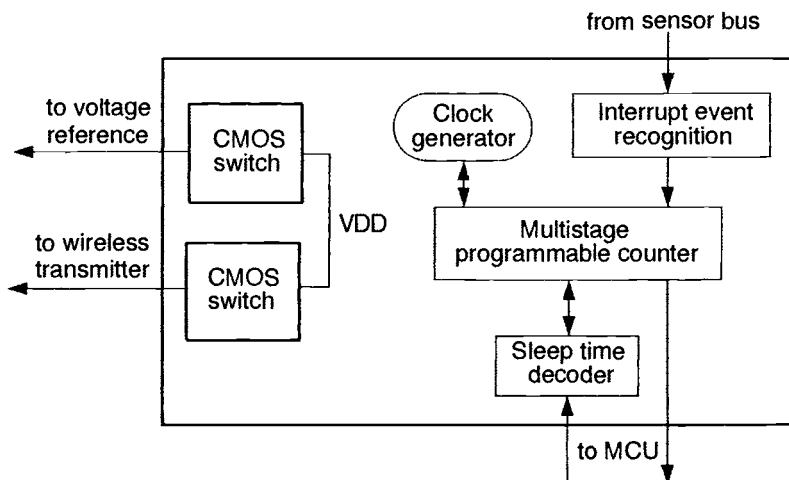 from sensor bus
to voltage
reference
CMOS
switch
Clock
generator
Interrupt event
recognition
VDD
Multistage
programmable counter
to wireless
transmitter
CMOS
switch
Sleep time
decoder
to MCU